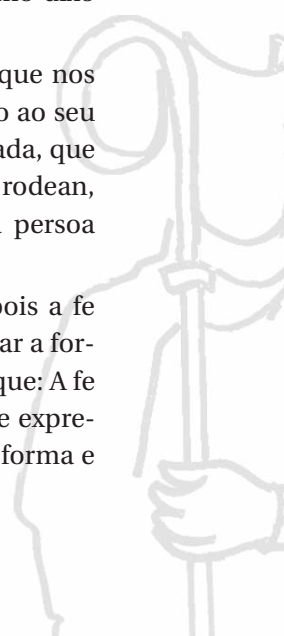 que nos
o ao seu
ada, que
rodean,
persoa
pois a fe
ar a for-
que: A fe
e expre-
forma e